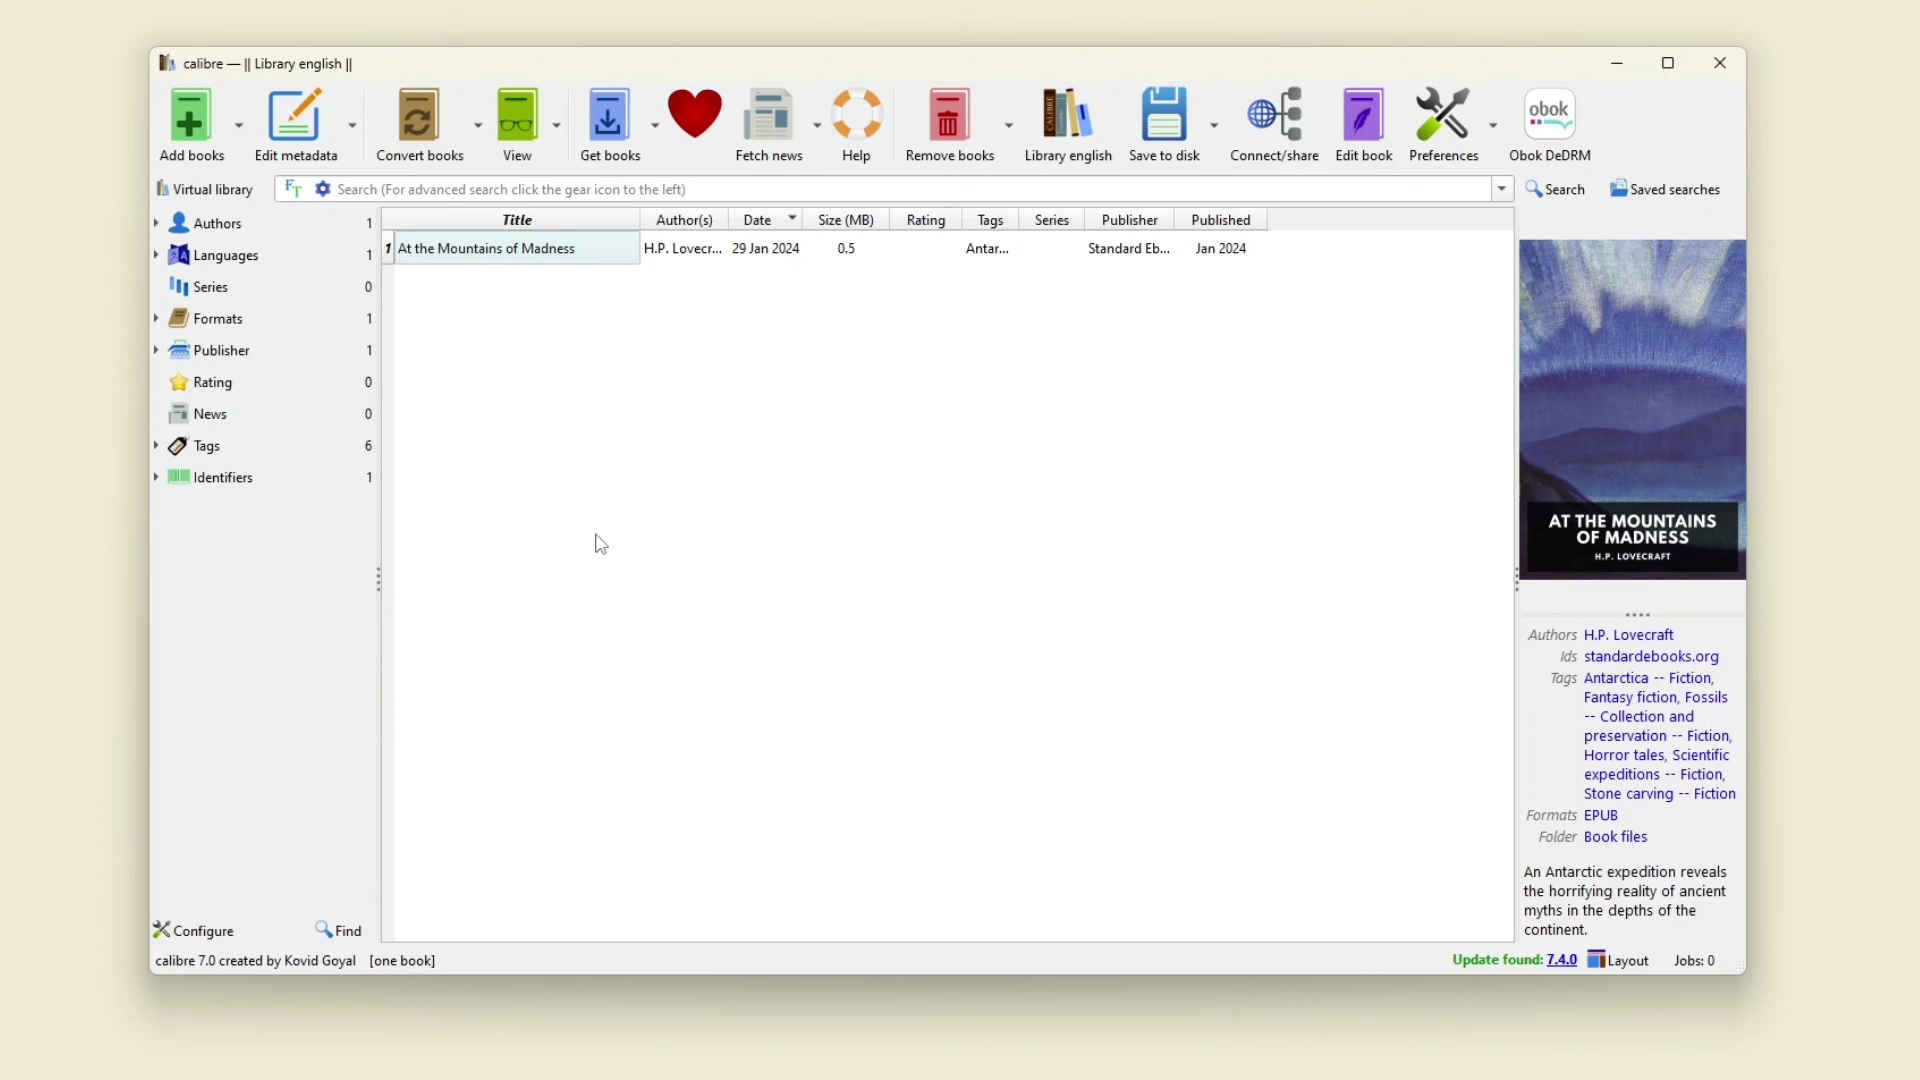 calibre — || Library english ||
Add books
Edit metadata
Convert books
View
Get books
Fetch news
Help
Remove books
CALIBRE
Library english
Save to disk
Connect/share
Edit book
Preferences
obok
Obok DeDRM
Virtual library
FT
Search (For advanced search click the gear icon to the left)
Search
Saved searches
Authors 1
Languages 1
Series 0
Formats 1
Publisher 1
Rating 0
News 0
Tags 6
Identifiers 1
Configure
Find
Title Author(s) Date Size (MB) Rating Tags Series Publisher Published
1 At the Mountains of Madness H.P. Lovecr... 29 Jan 2024 0.5 Antar... Standard Eb... Jan 2024
AT THE MOUNTAINS
OF MADNESS
H.P. LOVECRAFT
Authors H.P. Lovecraft
Ids standardebooks.org
Tags Antarctica -- Fiction,
Fantasy fiction, Fossils
-- Collection and
preservation -- Fiction,
Horror tales, Scientific
expeditions -- Fiction,
Stone carving -- Fiction
Formats EPUB
Folder Book files
An Antarctic expedition reveals
the horrifying reality of ancient
myths in the depths of the
continent.
calibre 7.0 created by Kovid Goyal [one book]
Update found: 7.4.0 Layout Jobs: 0